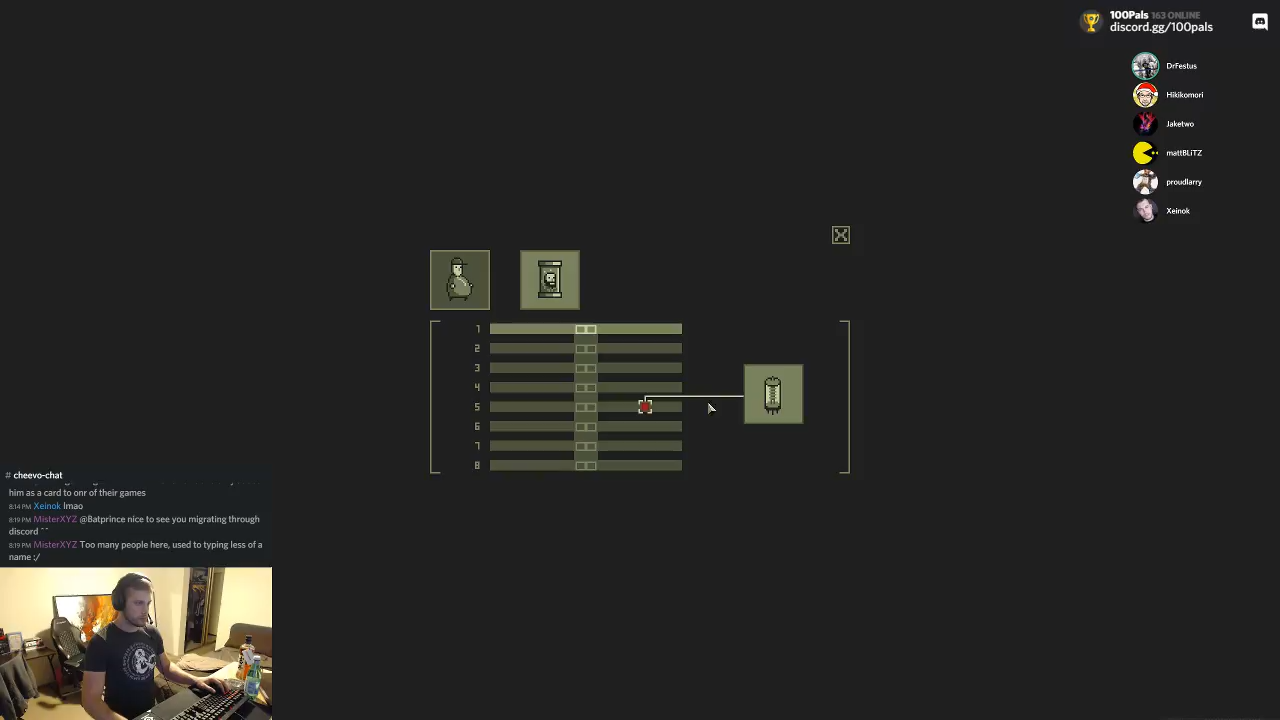 100Pals 163 ONLINE
discord.gg/100pals
DrFestus
Hikikomori
Jaketwo
mattBLiTZ
proudlarry
Xeinok
1
2
3
4
5
6
7
8
# cheevo-chat
him as a card to onr of their games
8:14 PM Xeinok lmao
8:19 PM MisterXYZ @Batprince nice to see you migrating through
discord ^^
8:19 PM MisterXYZ Too many people here, used to typing less of a
name :/